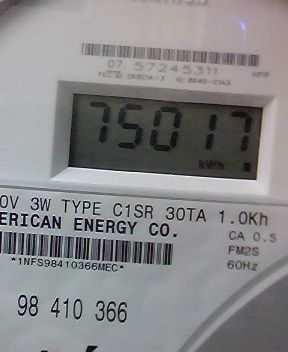 07 57245311
75017
kWh
0V 3W TYPE C1SR 30TA 1.0Kh
ERICAN ENERGY CO.
CA 0.5
FM2S
60Hz
*1NFS98410366MEC*
98 410 366